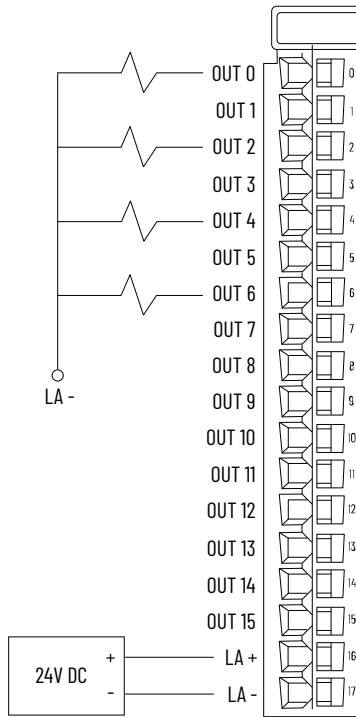 OUT 0 0
OUT 1 1
OUT 2 2
OUT 3 3
OUT 4 4
OUT 5 5
OUT 6 6
OUT 7 7
OUT 8 8
OUT 9 9
OUT 10 10
OUT 11 11
OUT 12 12
OUT 13 13
OUT 14 14
OUT 15 15
LA -
24V DC
+ LA + 16
- LA - 17